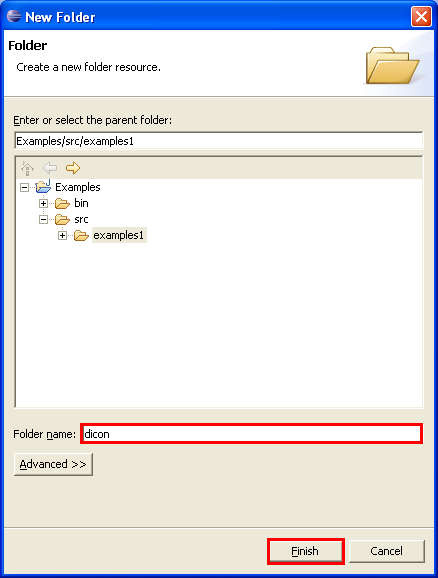 New Folder
Folder
Create a new folder resource.
Enter or select the parent folder:
Examples/src/examples1
Examples
bin
src
examples1
Folder name: dicon
Advanced >>
Finish Cancel